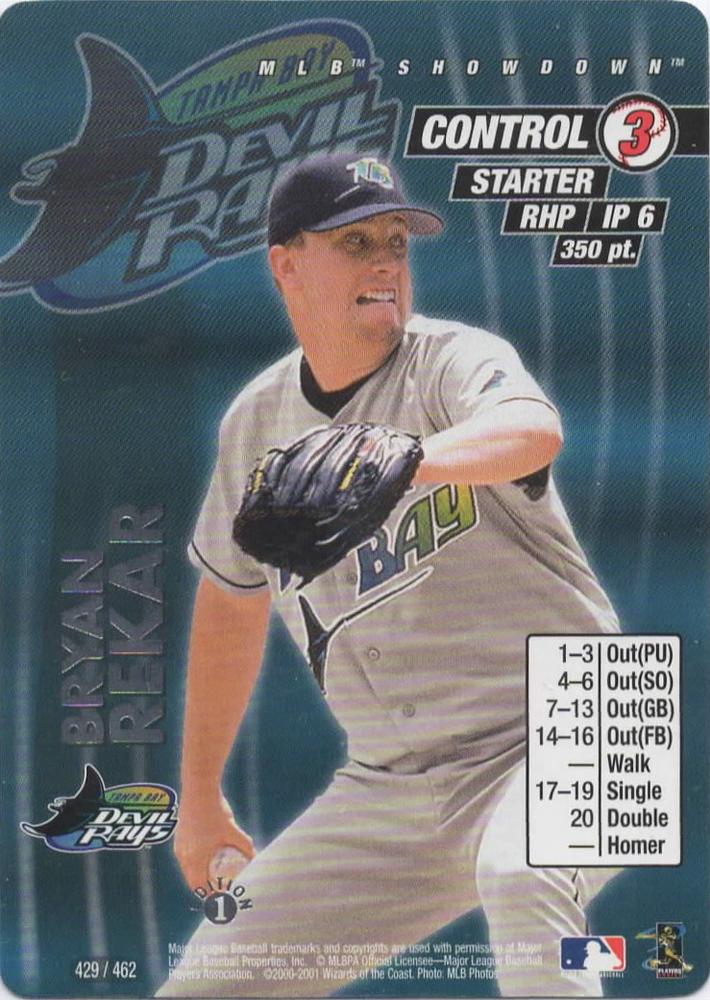 MLB™ SHOWDOWN™
TAMPA BAY
DEVIL
RAYS
CONTROL 3
STARTER
RHP IP 6
350 pt.
TB
BAY
BRYAN
REKAR
1–3 Out(PU)
4–6 Out(SO)
7–13 Out(GB)
14–16 Out(FB)
— Walk
17–19 Single
20 Double
— Homer
TAMPA BAY
DEVIL
RAYS
EDITION
1
Major League Baseball trademarks and copyrights are used with permission of Major
League Baseball Properties, Inc. © MLBPA Official Licensee—Major League Baseball
Players Association. ©2000-2001 Wizards of the Coast. Photo: MLB Photos
429 / 462